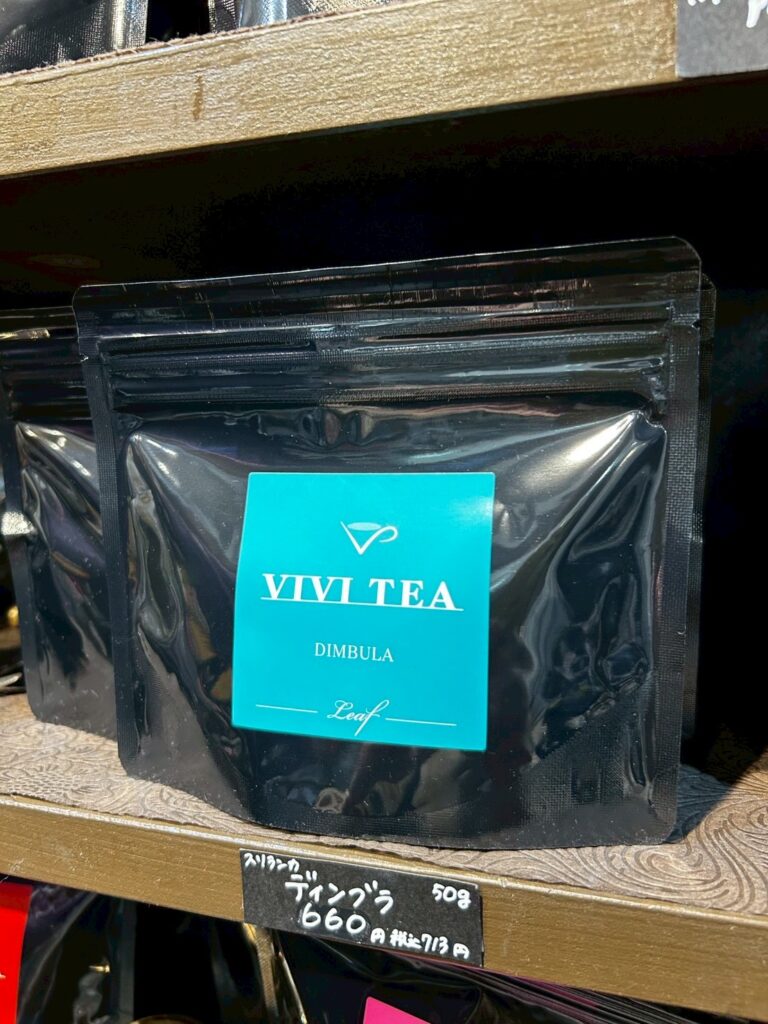 VIVI TEA
DIMBULA
Leaf
スリランカ
ディンブラ 50g
660円 税込713円